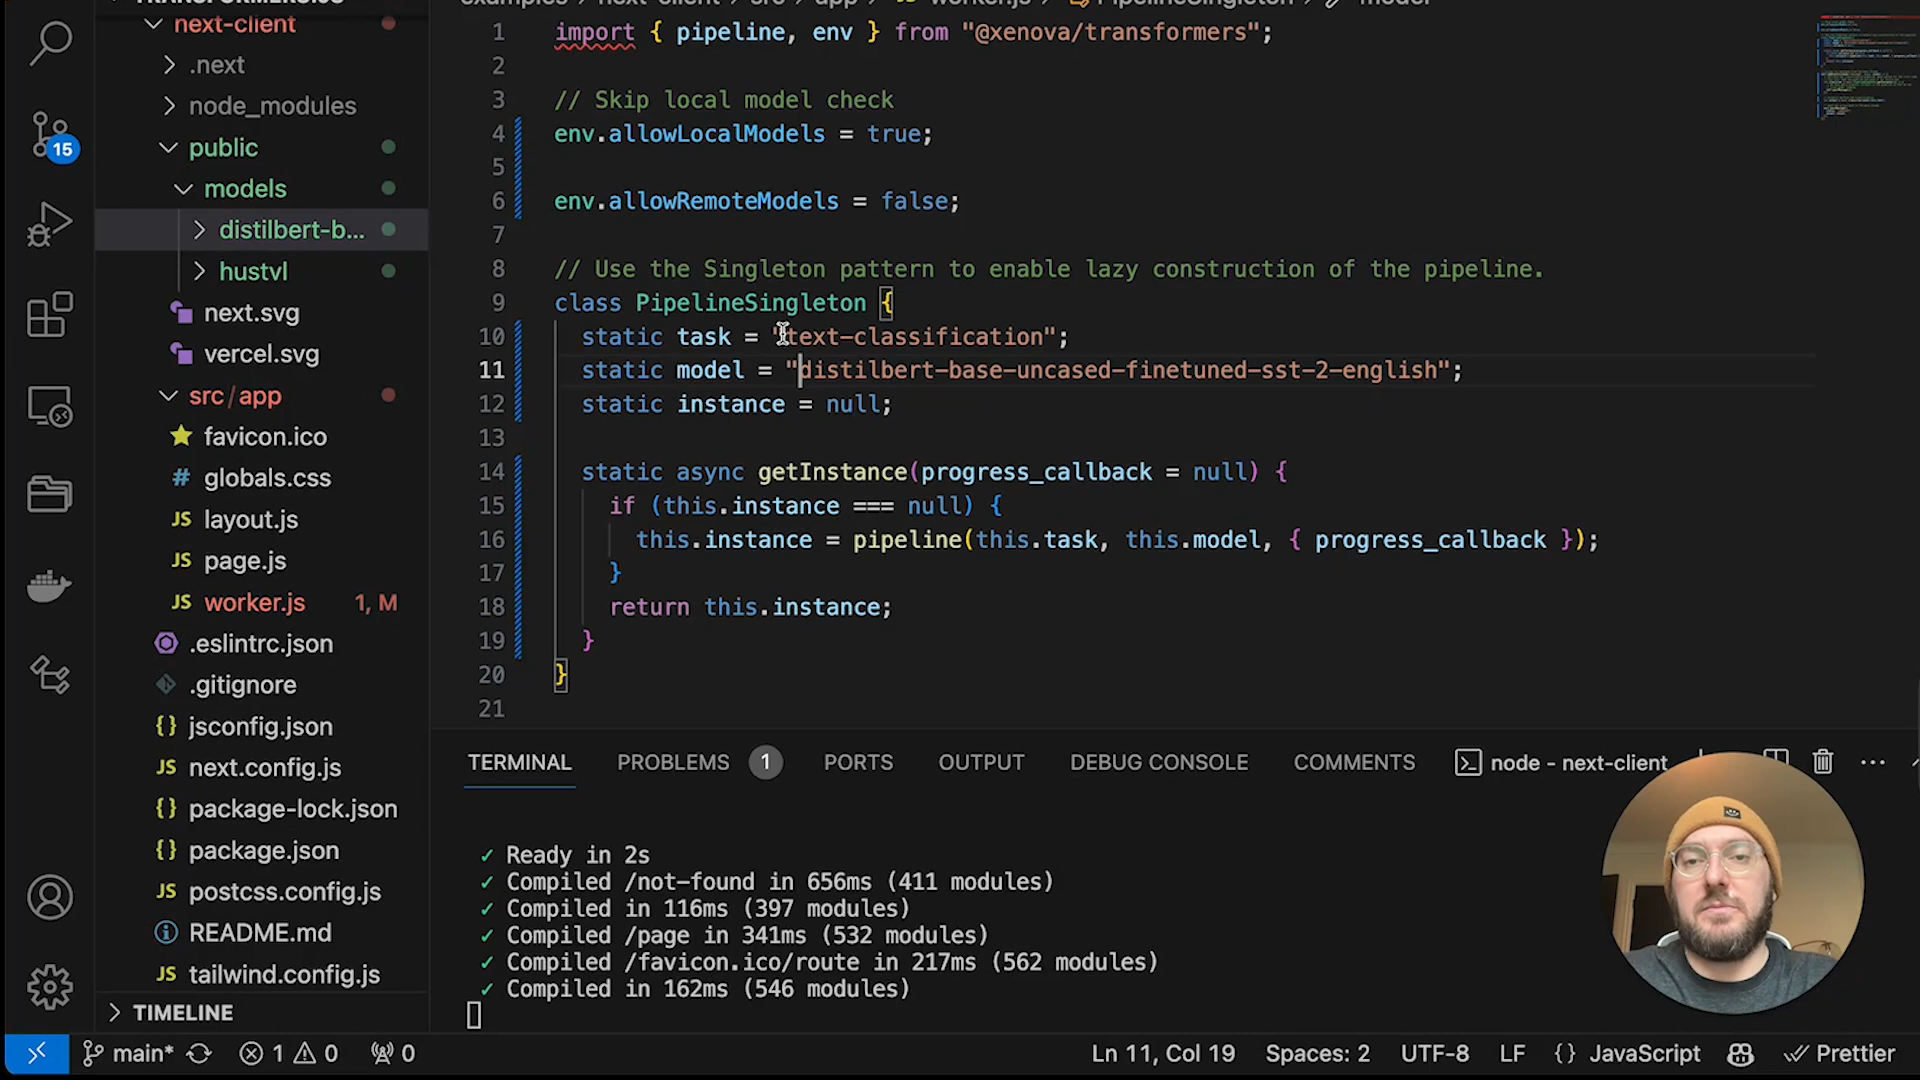 next-client
.next
node_modules
public
models
distilbert-b...
hustvl
next.svg
vercel.svg
src/app
favicon.ico
# globals.css
JS layout.js
JS page.js
JS worker.js 1, M
.eslintrc.json
.gitignore
{} jsconfig.json
JS next.config.js
{} package-lock.json
{} package.json
JS postcss.config.js
README.md
JS tailwind.config.js
TIMELINE
15
1 import { pipeline, env } from "@xenova/transformers";
2
3 // Skip local model check
4 env.allowLocalModels = true;
5
6 env.allowRemoteModels = false;
7
8 // Use the Singleton pattern to enable lazy construction of the pipeline.
9 class PipelineSingleton {
10 static task = "text-classification";
11 static model = "distilbert-base-uncased-finetuned-sst-2-english";
12 static instance = null;
13
14 static async getInstance(progress_callback = null) {
15 if (this.instance === null) {
16 this.instance = pipeline(this.task, this.model, { progress_callback });
17 }
18 return this.instance;
19 }
20 }
21
TERMINAL PROBLEMS 1 PORTS OUTPUT DEBUG CONSOLE COMMENTS node - next-client
✓ Ready in 2s
✓ Compiled /not-found in 656ms (411 modules)
✓ Compiled in 116ms (397 modules)
✓ Compiled /page in 341ms (532 modules)
✓ Compiled /favicon.ico/route in 217ms (562 modules)
✓ Compiled in 162ms (546 modules)
main* 1 0 0 Ln 11, Col 19 Spaces: 2 UTF-8 LF {} JavaScript Prettier